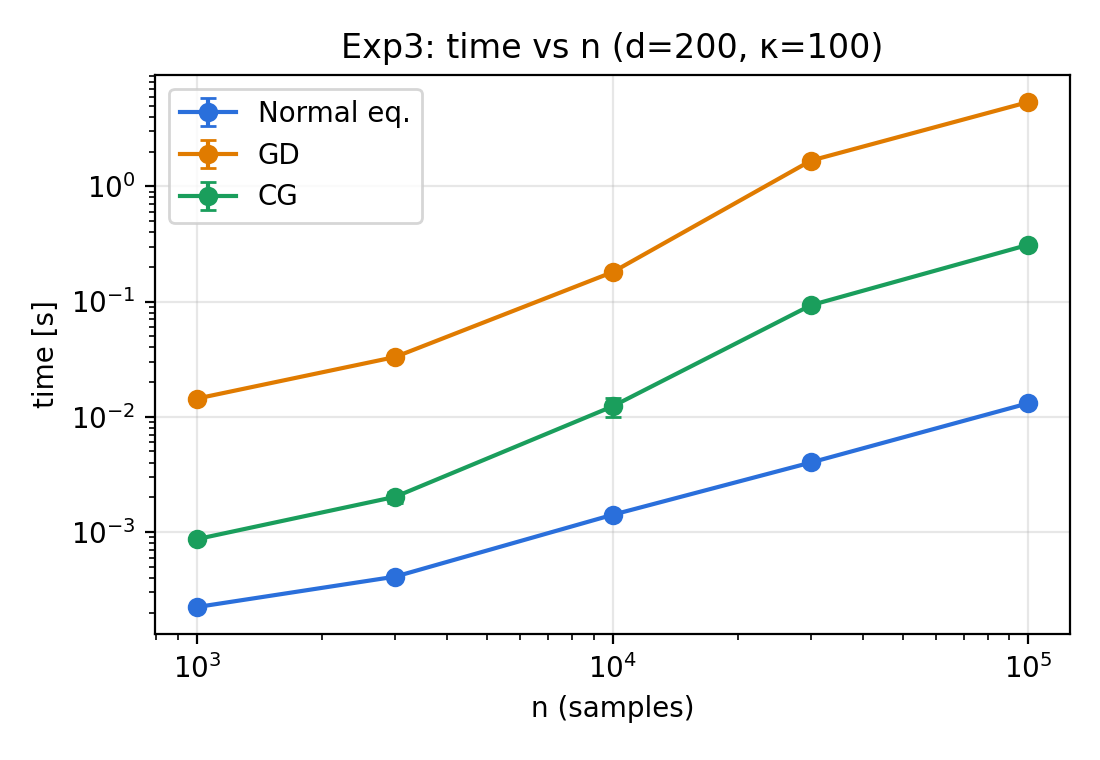 Exp3: time vs n (d=200, κ=100)
Normal eq.
GD
CG
time [s]
10⁰
10⁻¹
10⁻²
10⁻³
10³ 10⁴ 10⁵
n (samples)